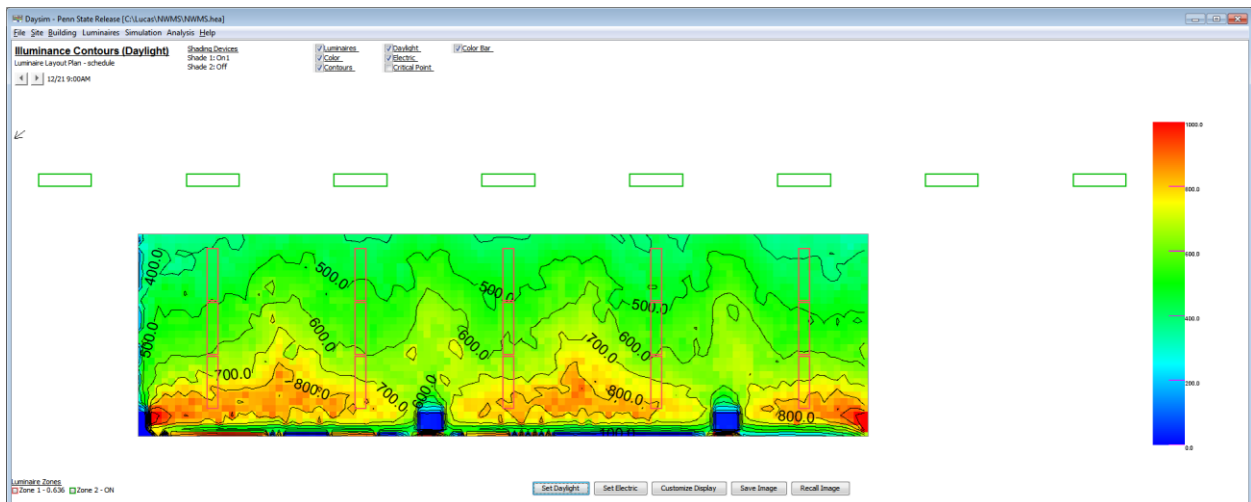 Daysim - Penn State Release [C:\Lucas\NWMS\NWMS.hea]
File Site Building Luminaires Simulation Analysis Help
Illuminance Contours (Daylight)
Luminaire Layout Plan - schedule
12/21 9:00AM
Shading Devices
Shade 1: On1
Shade 2: Off
Luminaires
Color
Contours
Daylight
Electric
Critical Point
Color Bar
1000.0
800.0
600.0
400.0
200.0
0.0
400.0
500.0
500.0
500.0
500.0
600.0
600.0
700.0
600.0
700.0
800.0
700.0
600.0
800.0
800.0
Luminaire Zones
Zone 1 - 0.636 Zone 2 - ON
Set Daylight Set Electric Customize Display Save Image Recall Image